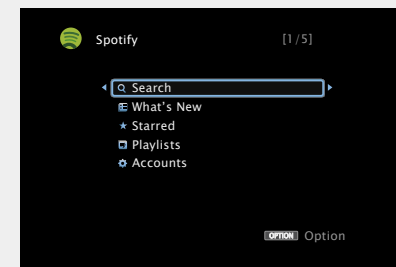 Spotify [1/5]
Search
What's New
Starred
Playlists
Accounts
OPTION Option